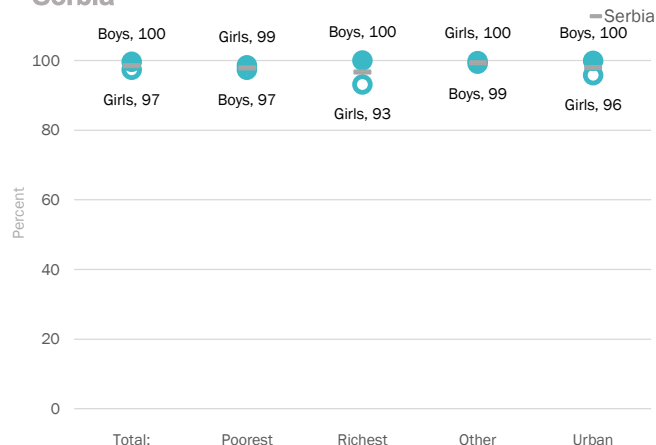 Serbia
Serbia
Boys, 100
Girls, 99
Boys, 100
Girls, 100
Boys, 100
100
Girls, 97
Boys, 97
Girls, 93
Boys, 99
Girls, 96
80
60
Percent
40
20
0
Total:
Poorest
Richest
Other
Urban